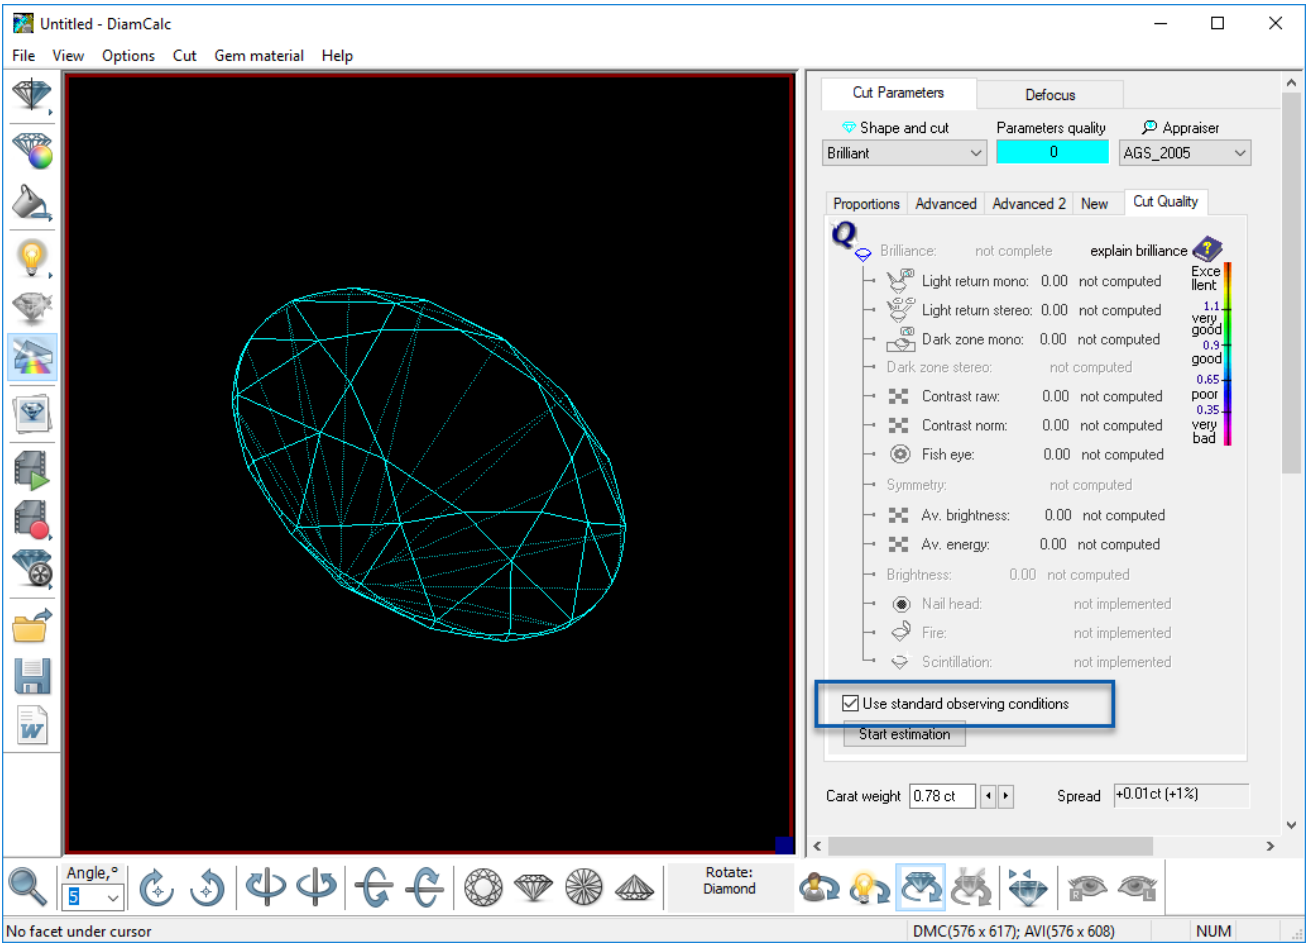 Untitled - DiamCalc
File View Options Cut Gem material Help
Cut Parameters Defocus
Shape and cut Parameters quality Appraiser
Brilliant 0 AGS_2005
Proportions Advanced Advanced 2 New Cut Quality
Q
Brilliance: not complete explain brilliance
Light return mono: 0.00 not computed
Light return stereo: 0.00 not computed
Dark zone mono: 0.00 not computed
Dark zone stereo: not computed
Contrast raw: 0.00 not computed
Contrast norm: 0.00 not computed
Fish eye: 0.00 not computed
Symmetry: not computed
Av. brightness: 0.00 not computed
Av. energy: 0.00 not computed
Brightness: 0.00 not computed
Nail head: not implemented
Fire: not implemented
Scintillation: not implemented
Exce
llent
1.1
very
good
0.9
good
0.65
poor
0.35
very
bad
Use standard observing conditions
Start estimation
Carat weight 0.78 ct Spread +0.01ct (+1%)
W
Angle,°
5
Rotate:
Diamond
R L
No facet under cursor DMC(576 x 617); AVI(576 x 608) NUM